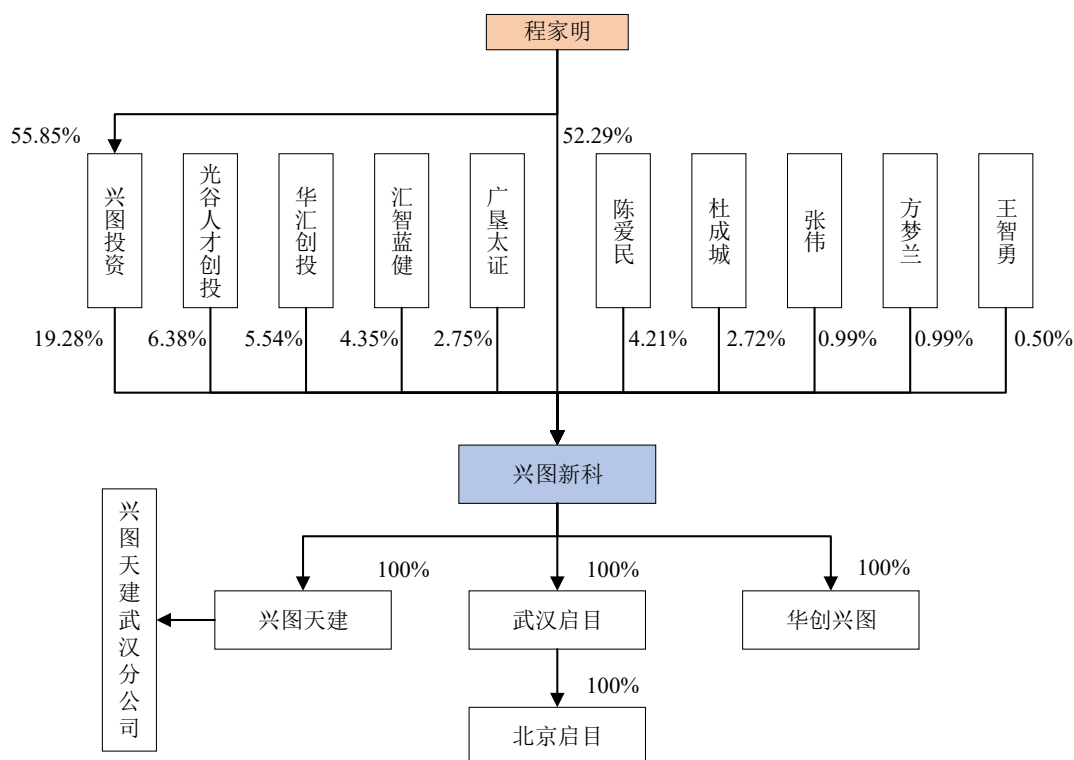 程家明
55.85%
52.29%
兴图投资
光谷人才创投
华汇创投
汇智蓝健
广垦太证
陈爱民
杜成城
张伟
方梦兰
王智勇
19.28%
6.38%
5.54%
4.35%
2.75%
4.21%
2.72%
0.99%
0.99%
0.50%
兴图新科
兴图天建武汉分公司
100%
100%
100%
兴图天建
武汉启目
华创兴图
100%
北京启目